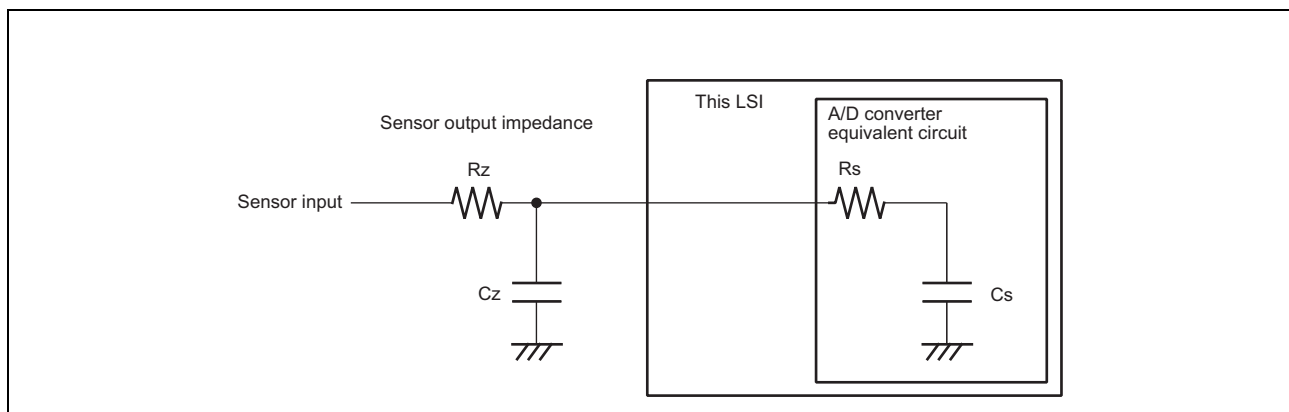 This LSI
A/D converter
equivalent circuit
Sensor output impedance
Rz
Rs
Sensor input
Cz
Cs